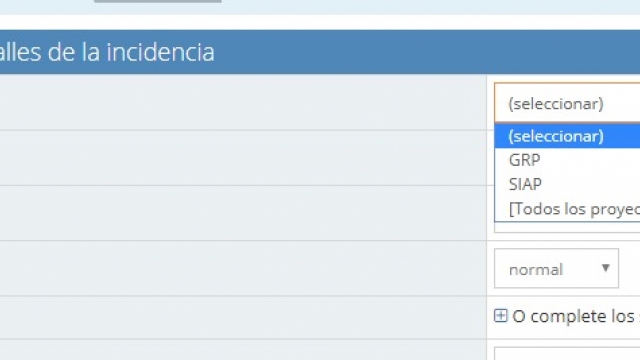 alles de la incidencia
(seleccionar)
(seleccionar)
GRP
SIAP
[Todos los proyec
normal
O complete los